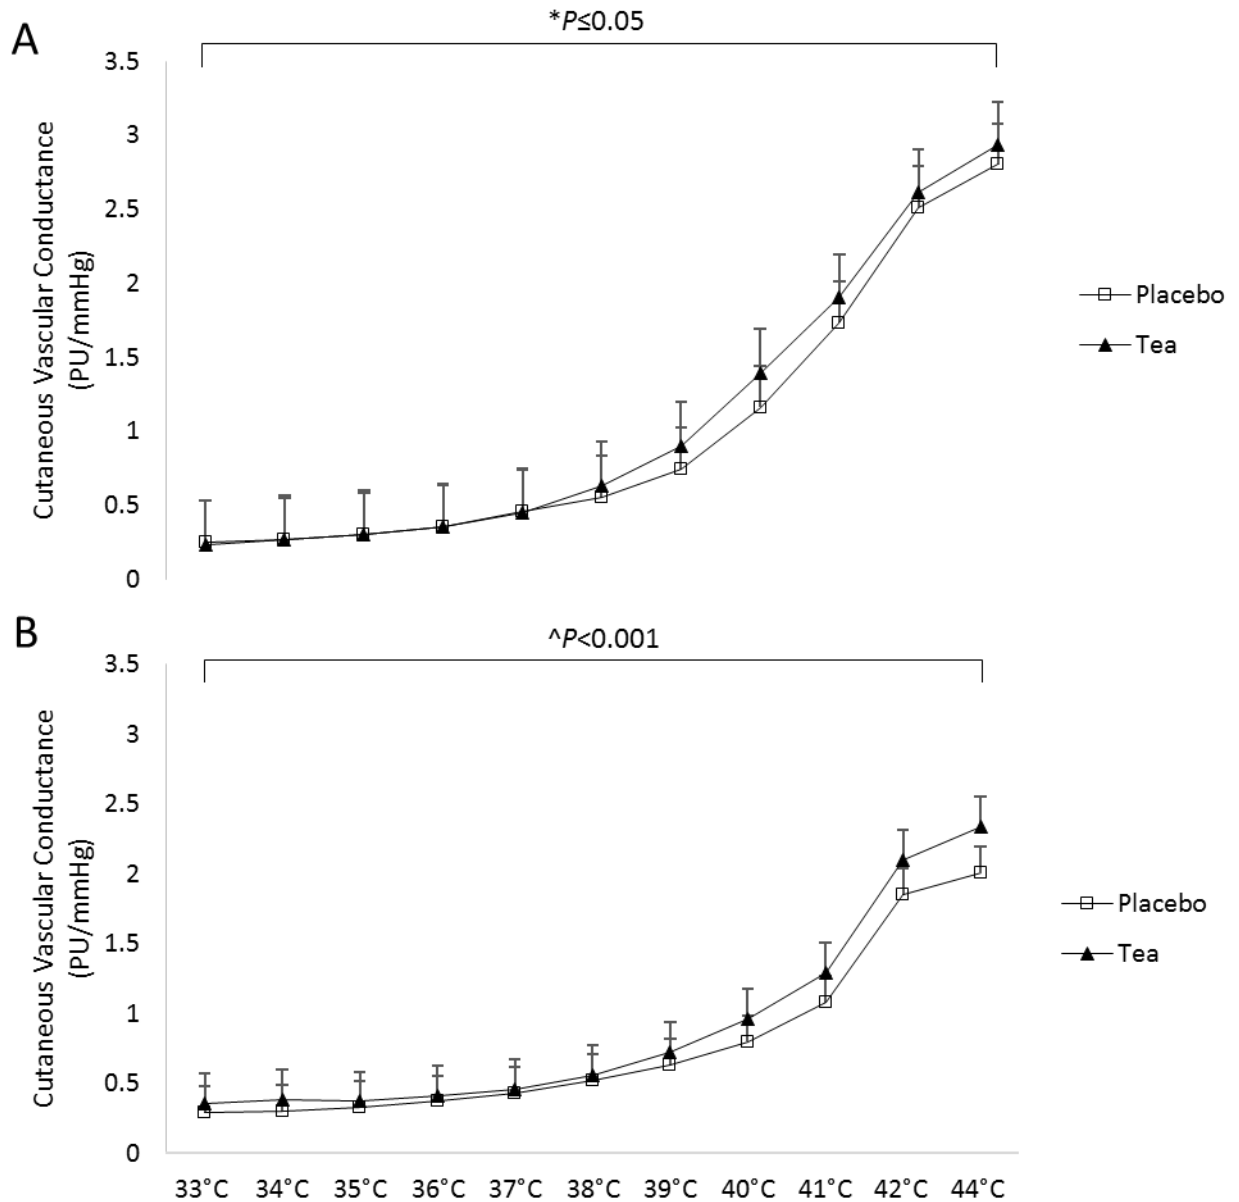 A
*P≤0.05
3.5
3
2.5
2
1.5
1
0.5
0
Cutaneous Vascular Conductance
(PU/mmHg)
Placebo
Tea
B
^P<0.001
3.5
3
2.5
2
1.5
1
0.5
0
Cutaneous Vascular Conductance
(PU/mmHg)
Placebo
Tea
33°C 34°C 35°C 36°C 37°C 38°C 39°C 40°C 41°C 42°C 44°C